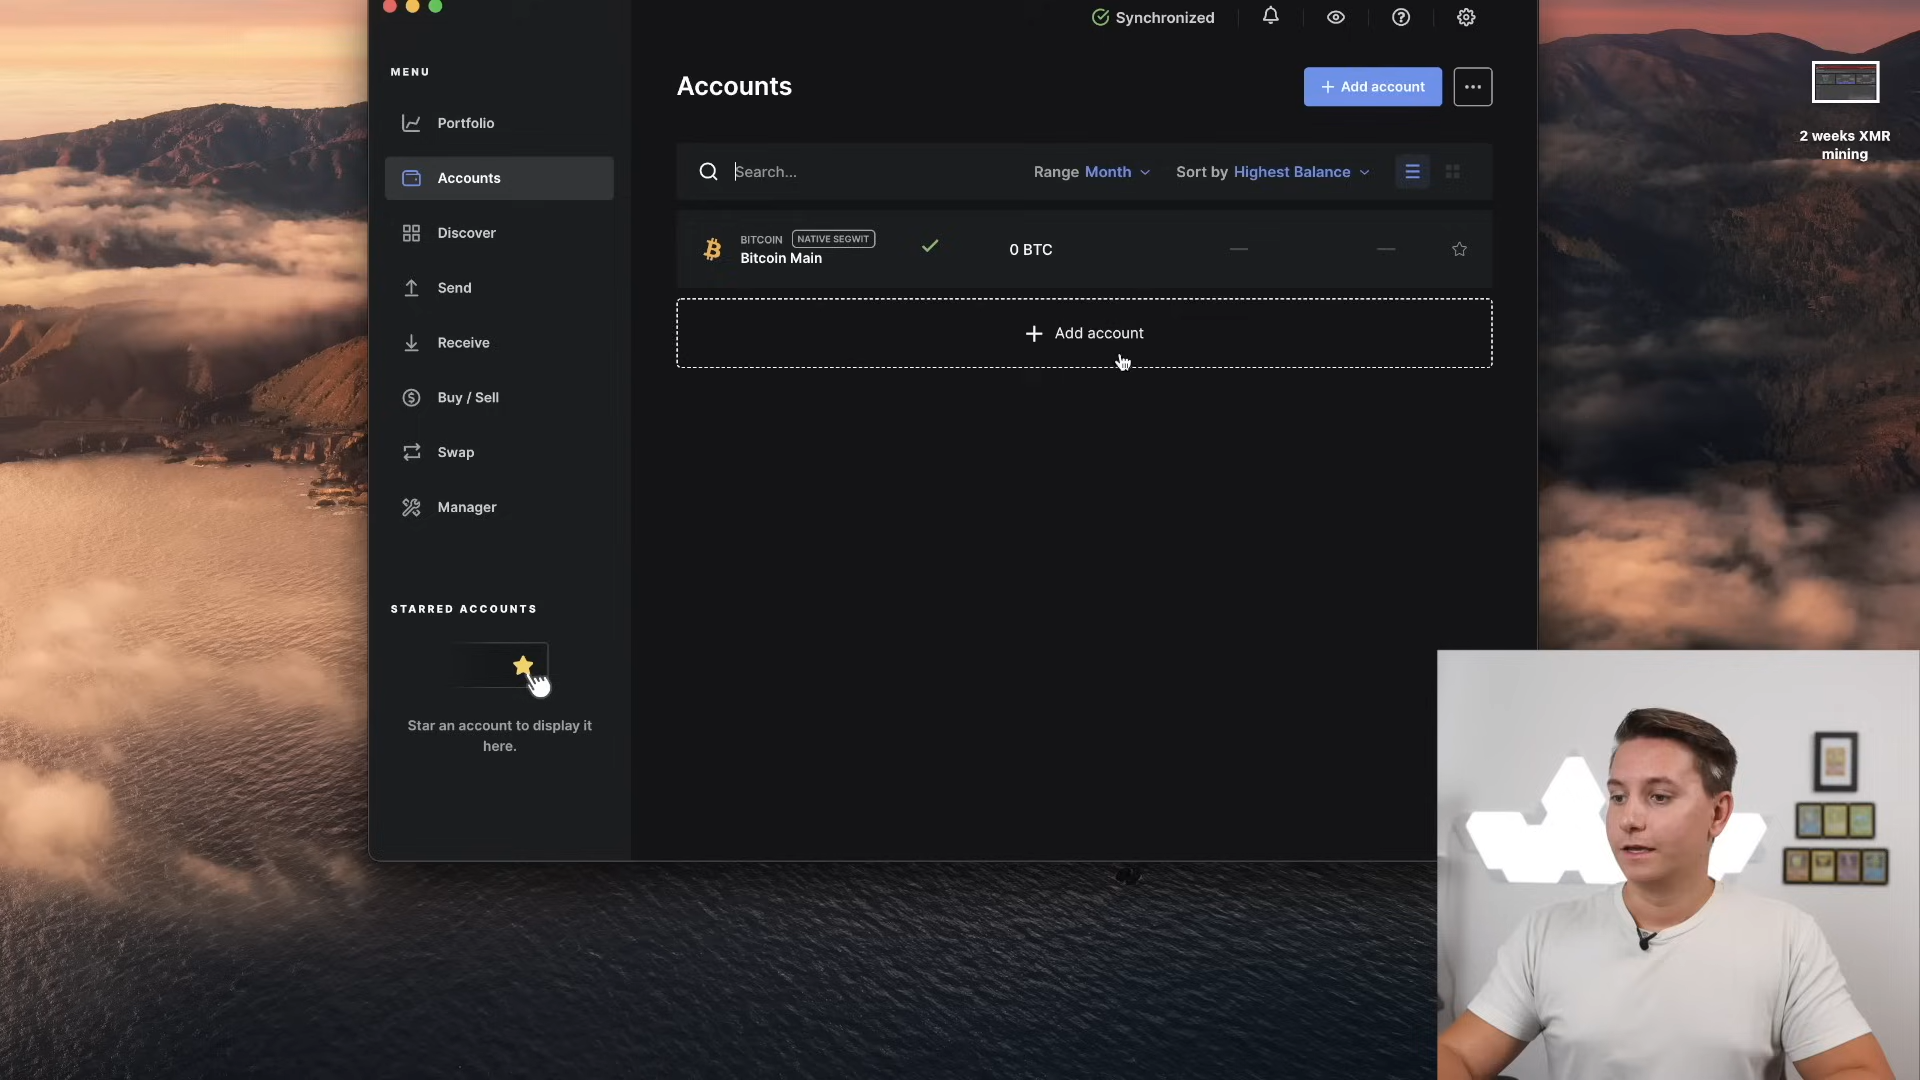 Synchronized
MENU
Portfolio
Accounts
Discover
Send
Receive
Buy / Sell
Swap
Manager
STARRED ACCOUNTS
Star an account to display it
here.
Accounts
+ Add account
Search...
Range Month
Sort by Highest Balance
BITCOIN NATIVE SEGWIT
Bitcoin Main
0 BTC
+ Add account
2 weeks XMR
mining